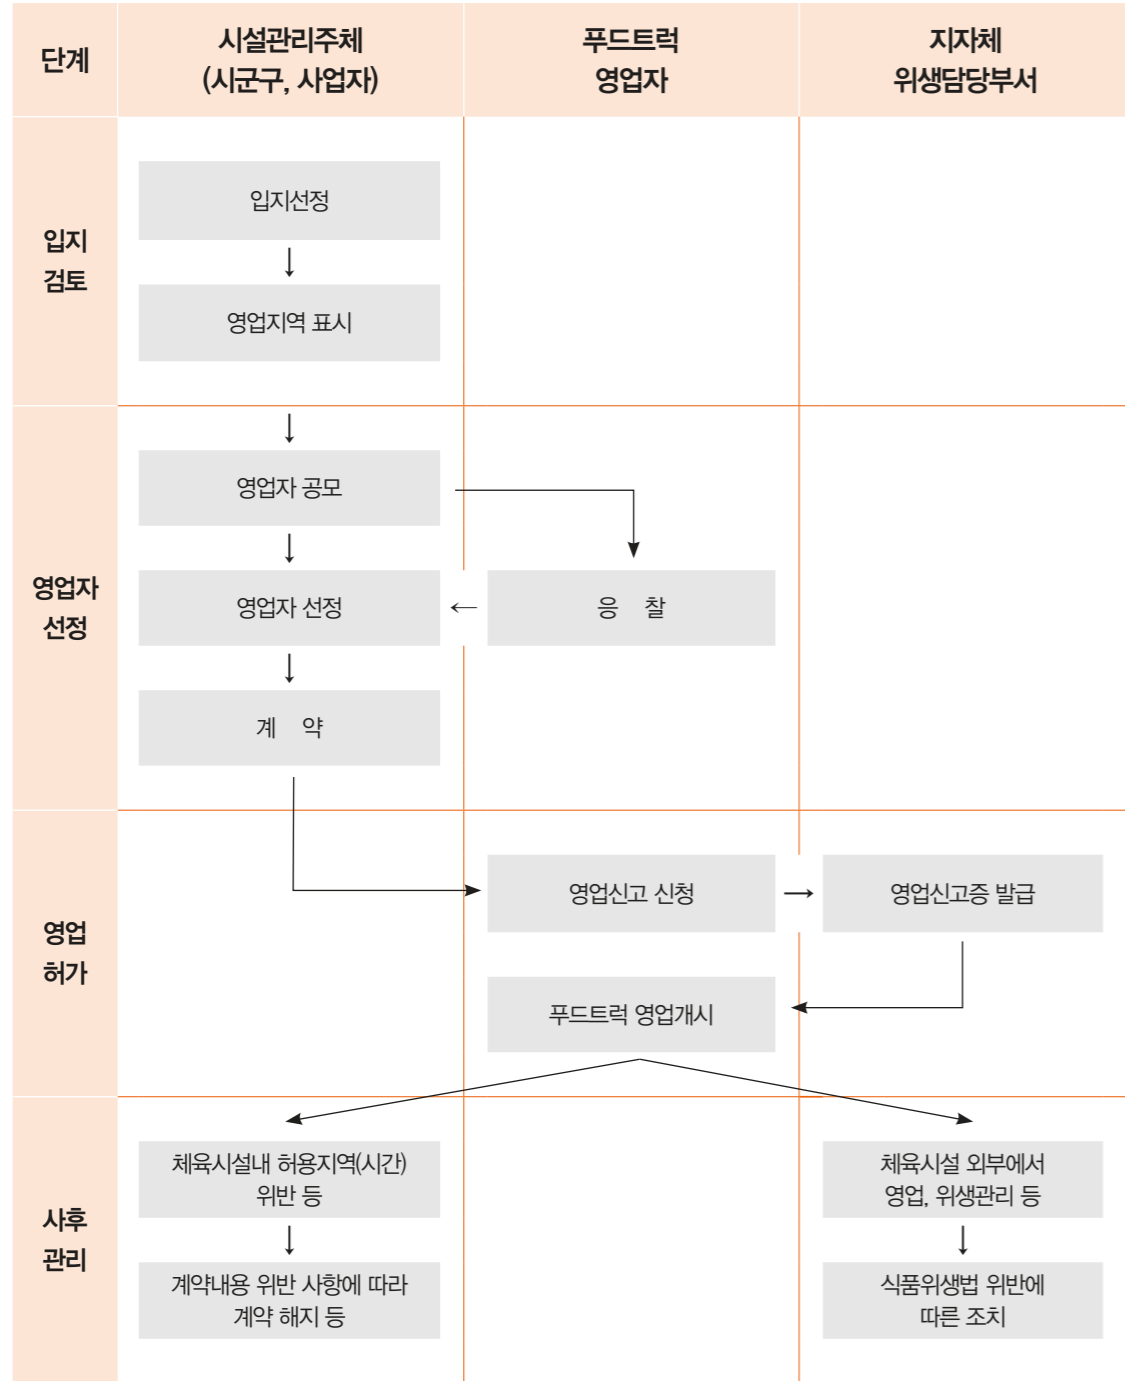 단계
시설관리주체
(시군구, 사업자)
푸드트럭
영업자
지자체
위생담당부서
입지
검토
입지선정
영업지역 표시
영업자
선정
영업자 공모
영업자 선정
응 찰
계 약
영업
허가
영업신고 신청
영업신고증 발급
푸드트럭 영업개시
사후
관리
체육시설내 허용지역(시간)
위반 등
체육시설 외부에서
영업, 위생관리 등
계약내용 위반 사항에 따라
계약 해지 등
식품위생법 위반에
따른 조치